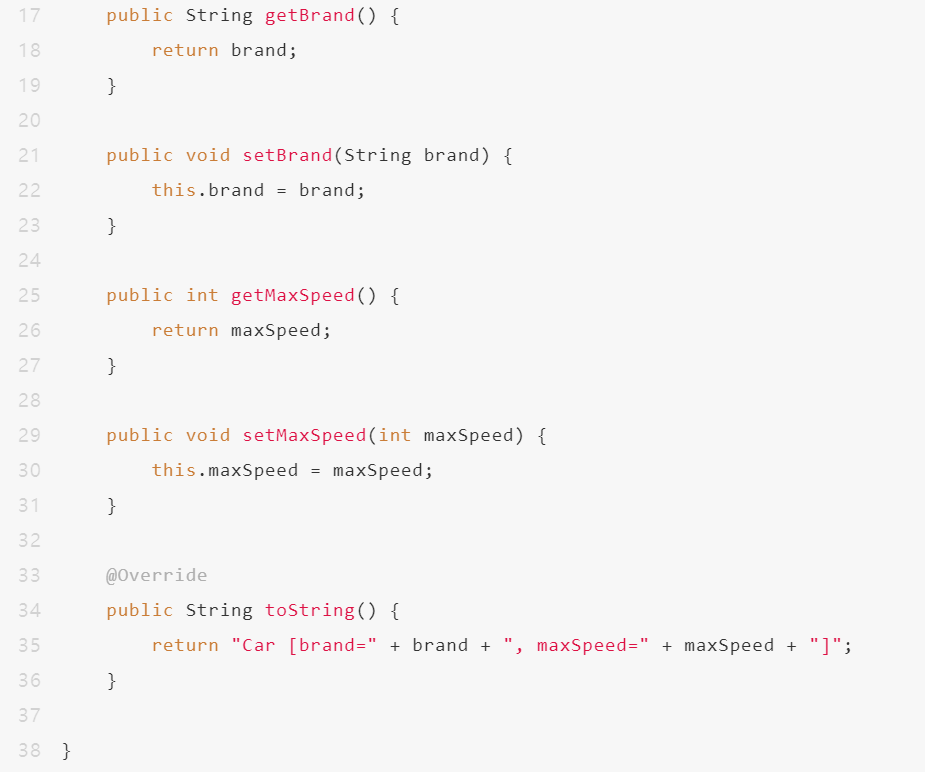 17 public String getBrand() {
18 return brand;
19 }
20
21 public void setBrand(String brand) {
22 this.brand = brand;
23 }
24
25 public int getMaxSpeed() {
26 return maxSpeed;
27 }
28
29 public void setMaxSpeed(int maxSpeed) {
30 this.maxSpeed = maxSpeed;
31 }
32
33 @Override
34 public String toString() {
35 return "Car [brand=" + brand + ", maxSpeed=" + maxSpeed + "]";
36 }
37
38 }